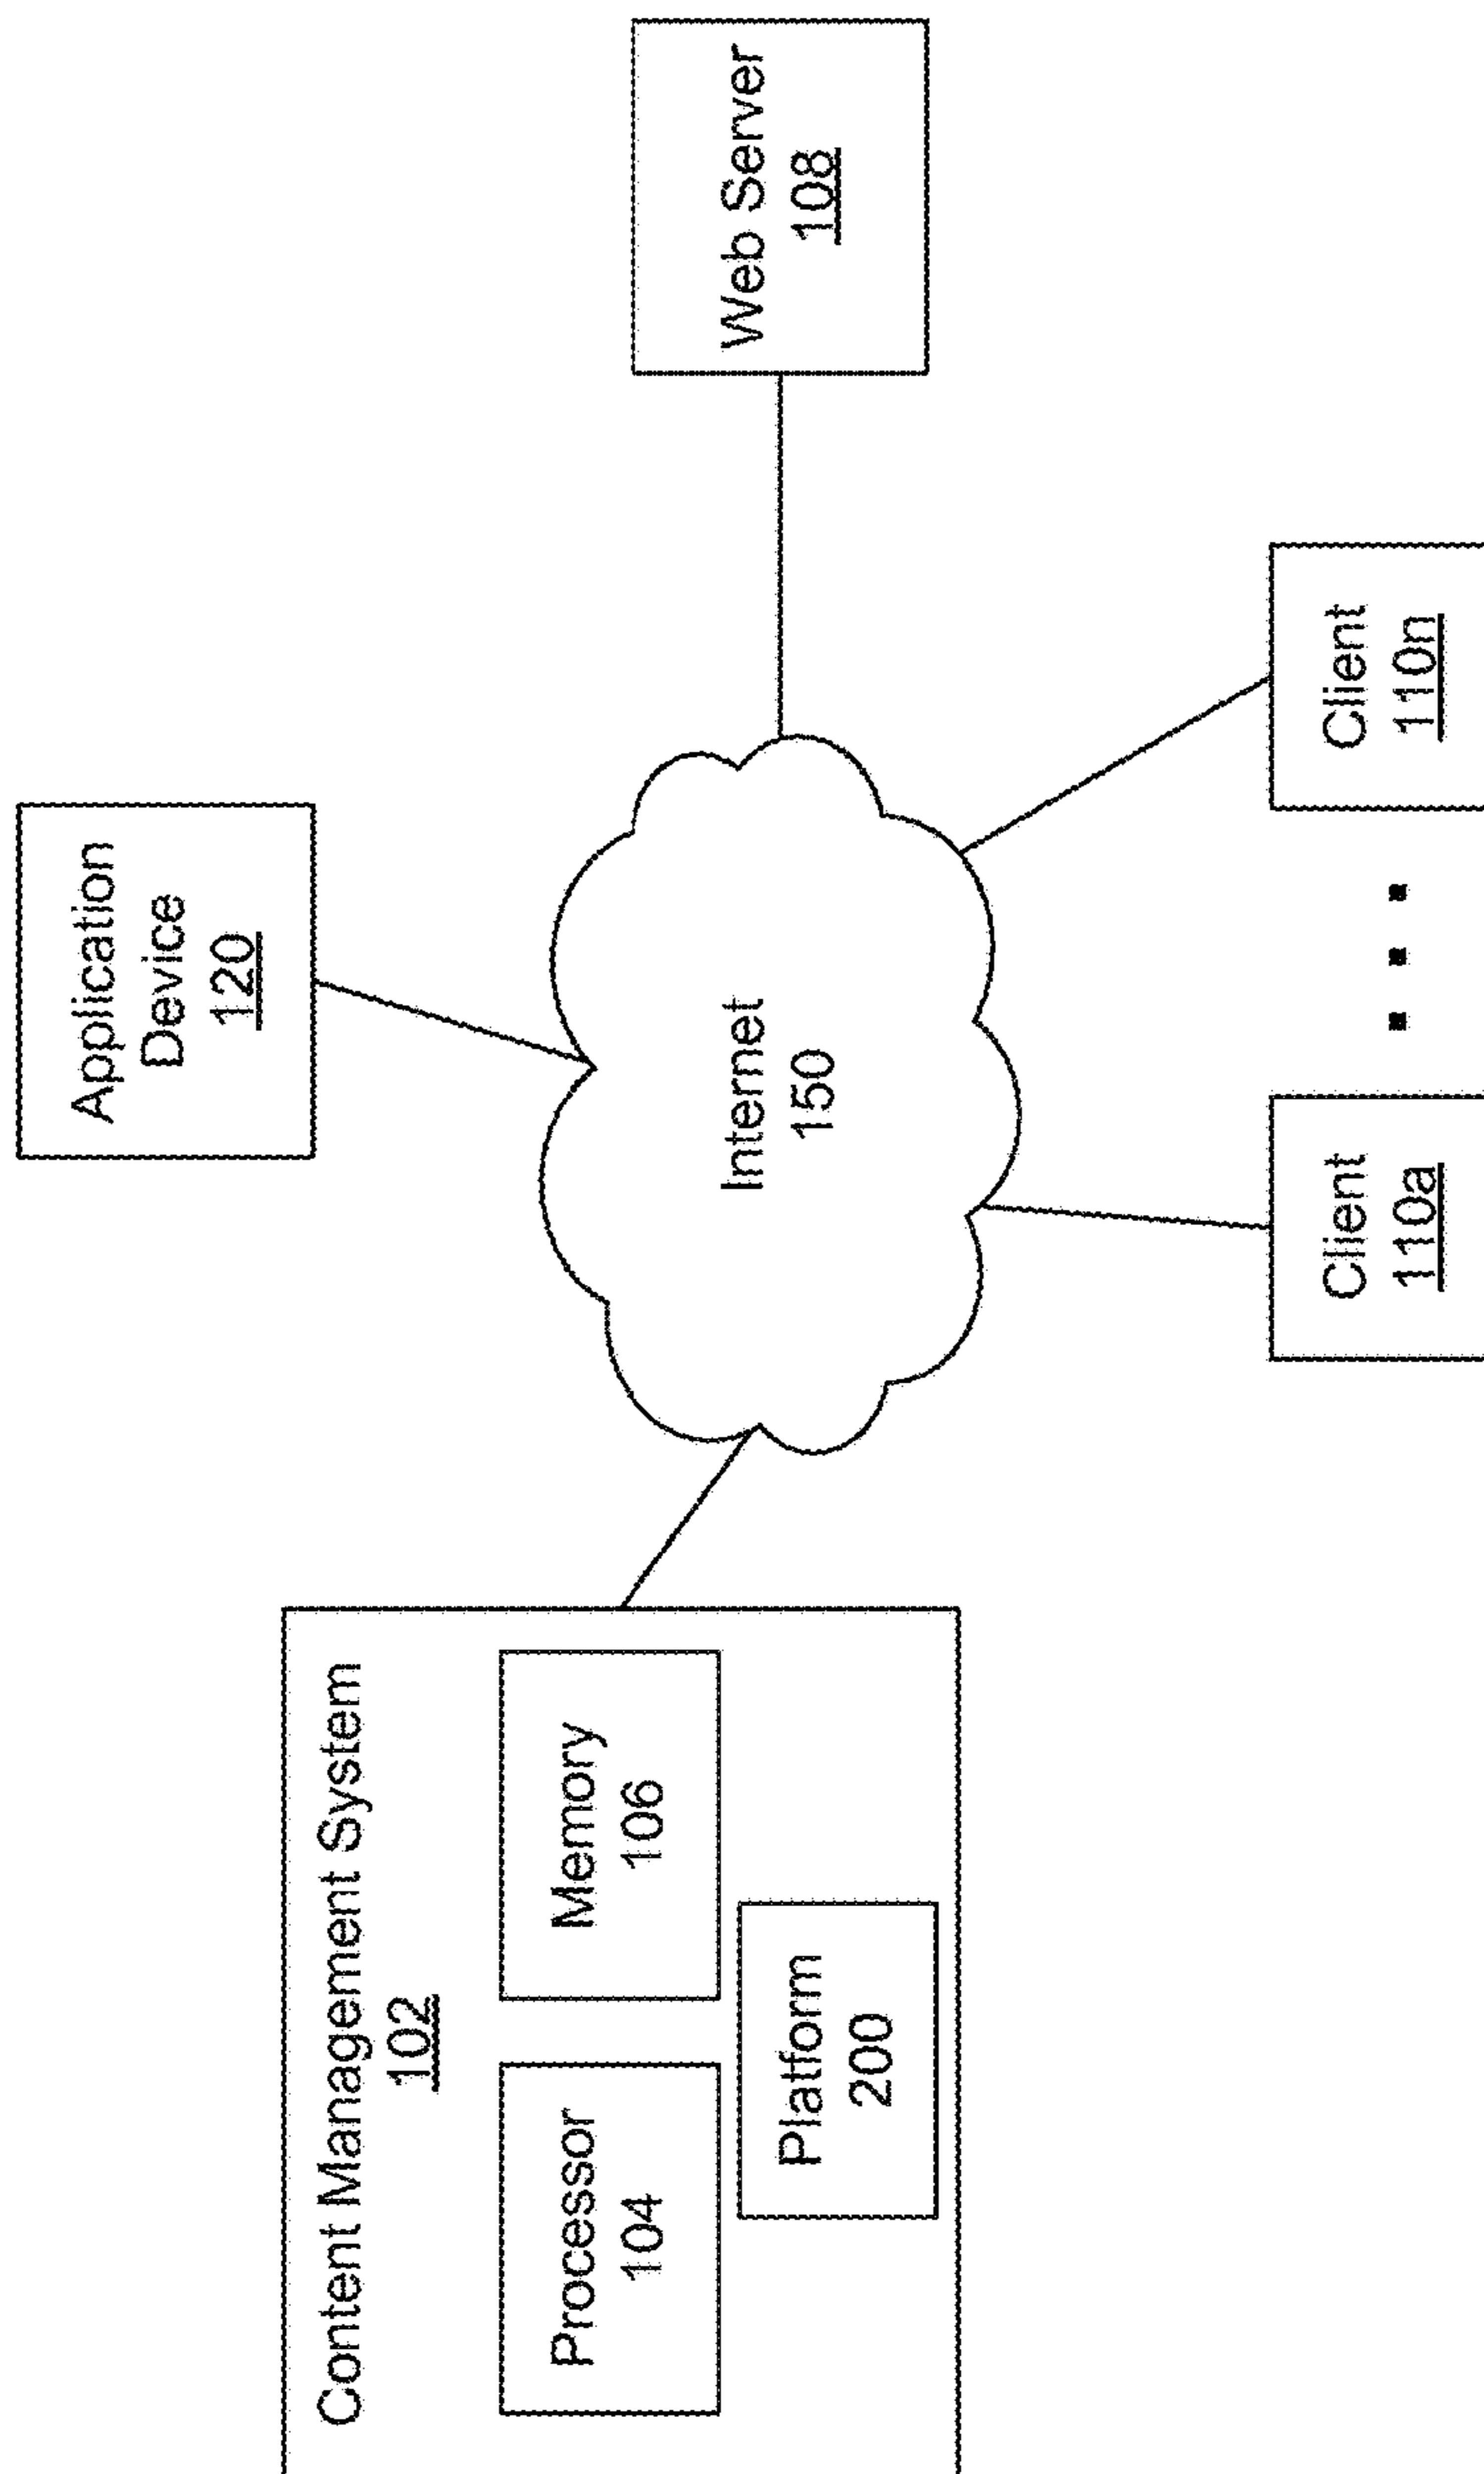 Application
Device
120
Content Management System
102
Processor
104
Memory
106
Platform
200
Internet
150
Web Server
108
Client
110a
Client
110n